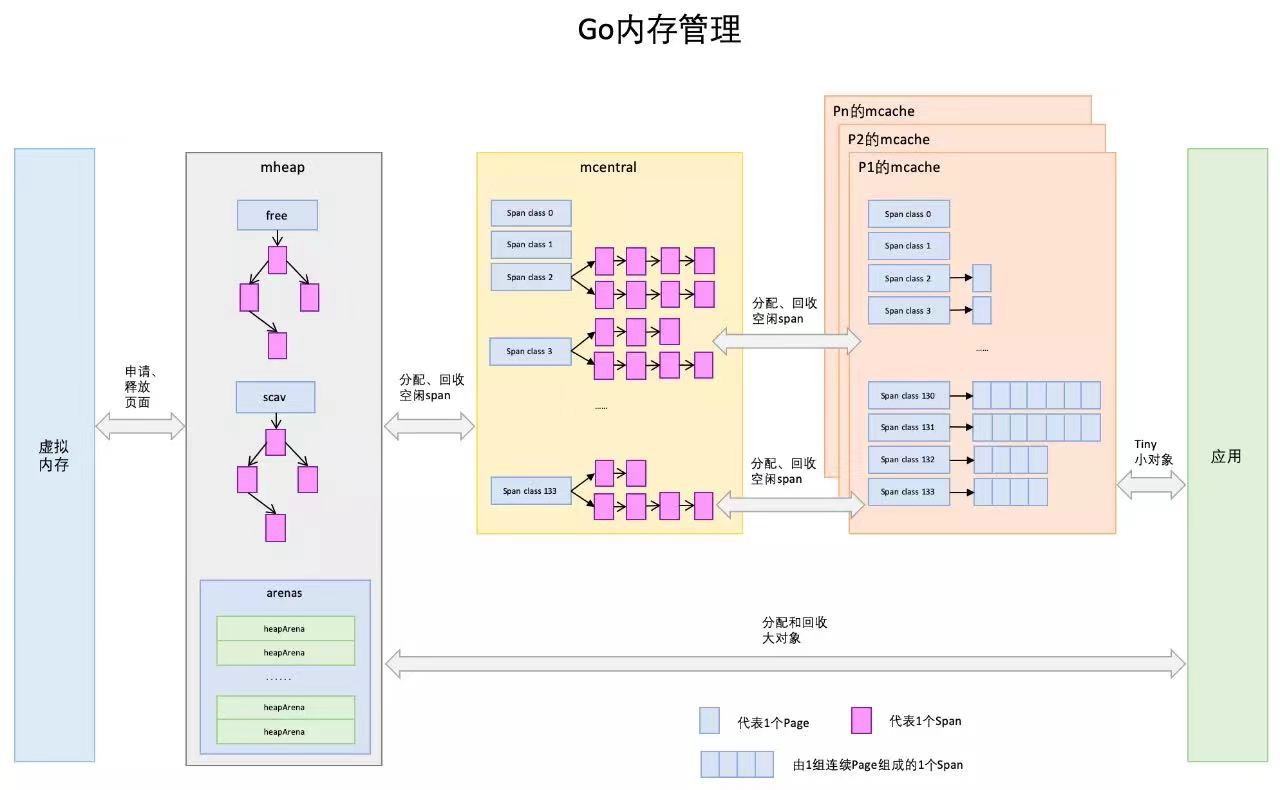 Go内存管理
虚拟
内存
申请、
释放
页面
mheap
free
scav
arenas
heapArena
heapArena
......
heapArena
heapArena
分配、回收
空闲span
mcentral
Span class 0
Span class 1
Span class 2
Span class 3
......
Span class 133
分配、回收
空闲span
分配、回收
空闲span
Pn的mcache
P2的mcache
P1的mcache
Span class 0
Span class 1
Span class 2
Span class 3
......
Span class 130
Span class 131
Span class 132
Span class 133
Tiny
小对象
应用
分配和回收
大对象
代表1个Page
代表1个Span
由1组连续Page组成的1个Span